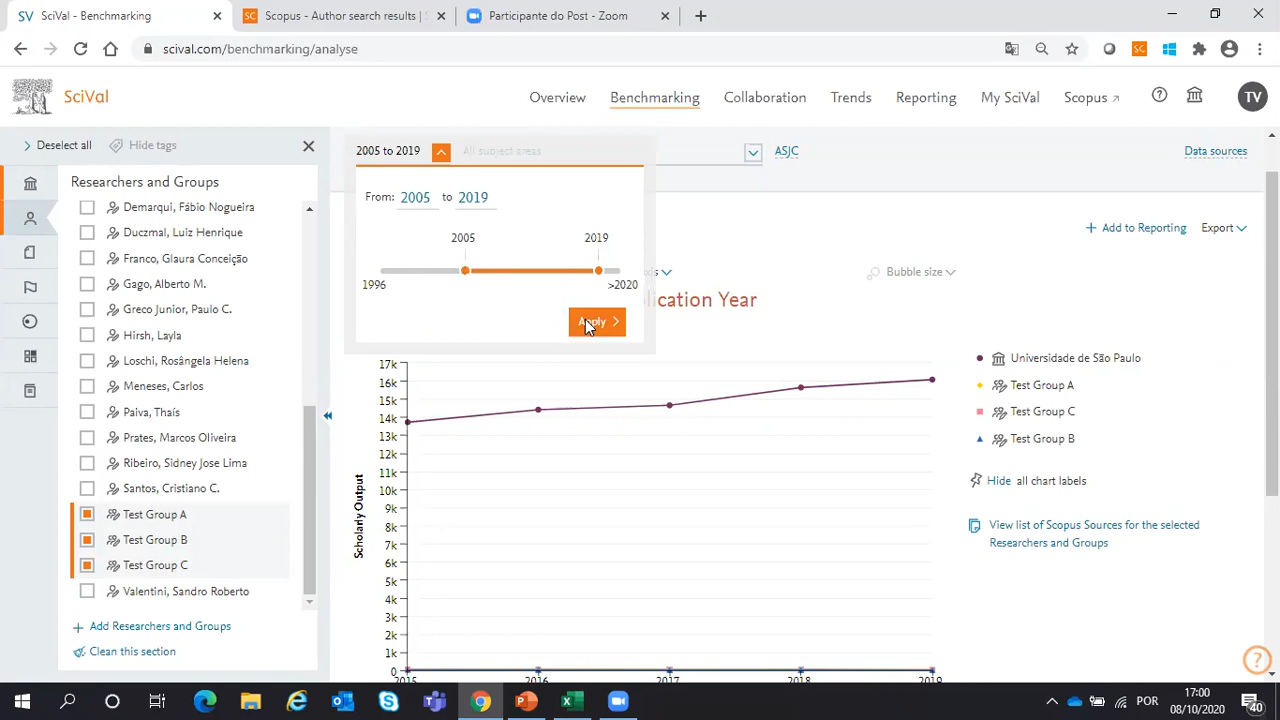 SciVal - Benchmarking
Scopus - Author search results |
Participante do Post - Zoom
scival.com/benchmarking/analyse
SciVal
Overview
Benchmarking
Collaboration
Trends
Reporting
My SciVal
Scopus
TV
Deselect all
Hide tags
2005 to 2019
All subject areas
ASJC
Data sources
Researchers and Groups
From: 2005 to 2019
Demarqui, Fábio Nogueira
Duczmal, Luiz Henrique
Franco, Glaura Conceição
Gago, Alberto M.
Greco Junior, Paulo C.
Hirsh, Layla
Loschi, Rosângela Helena
Meneses, Carlos
Paiva, Thaís
Prates, Marcos Oliveira
Ribeiro, Sidney Jose Lima
Santos, Cristiano C.
Test Group A
Test Group B
Test Group C
Valentini, Sandro Roberto
Add Researchers and Groups
Clean this section
2005
2019
1996
>2020
Apply
Add to Reporting
Export
Bubble size
Publication Year
17k
16k
15k
14k
13k
12k
11k
10k
9k
8k
7k
6k
5k
4k
3k
2k
1k
0
Scholarly Output
2015
2016
2017
2018
2019
Universidade de São Paulo
Test Group A
Test Group C
Test Group B
Hide all chart labels
View list of Scopus Sources for the selected
Researchers and Groups
POR
17:00
08/10/2020
40